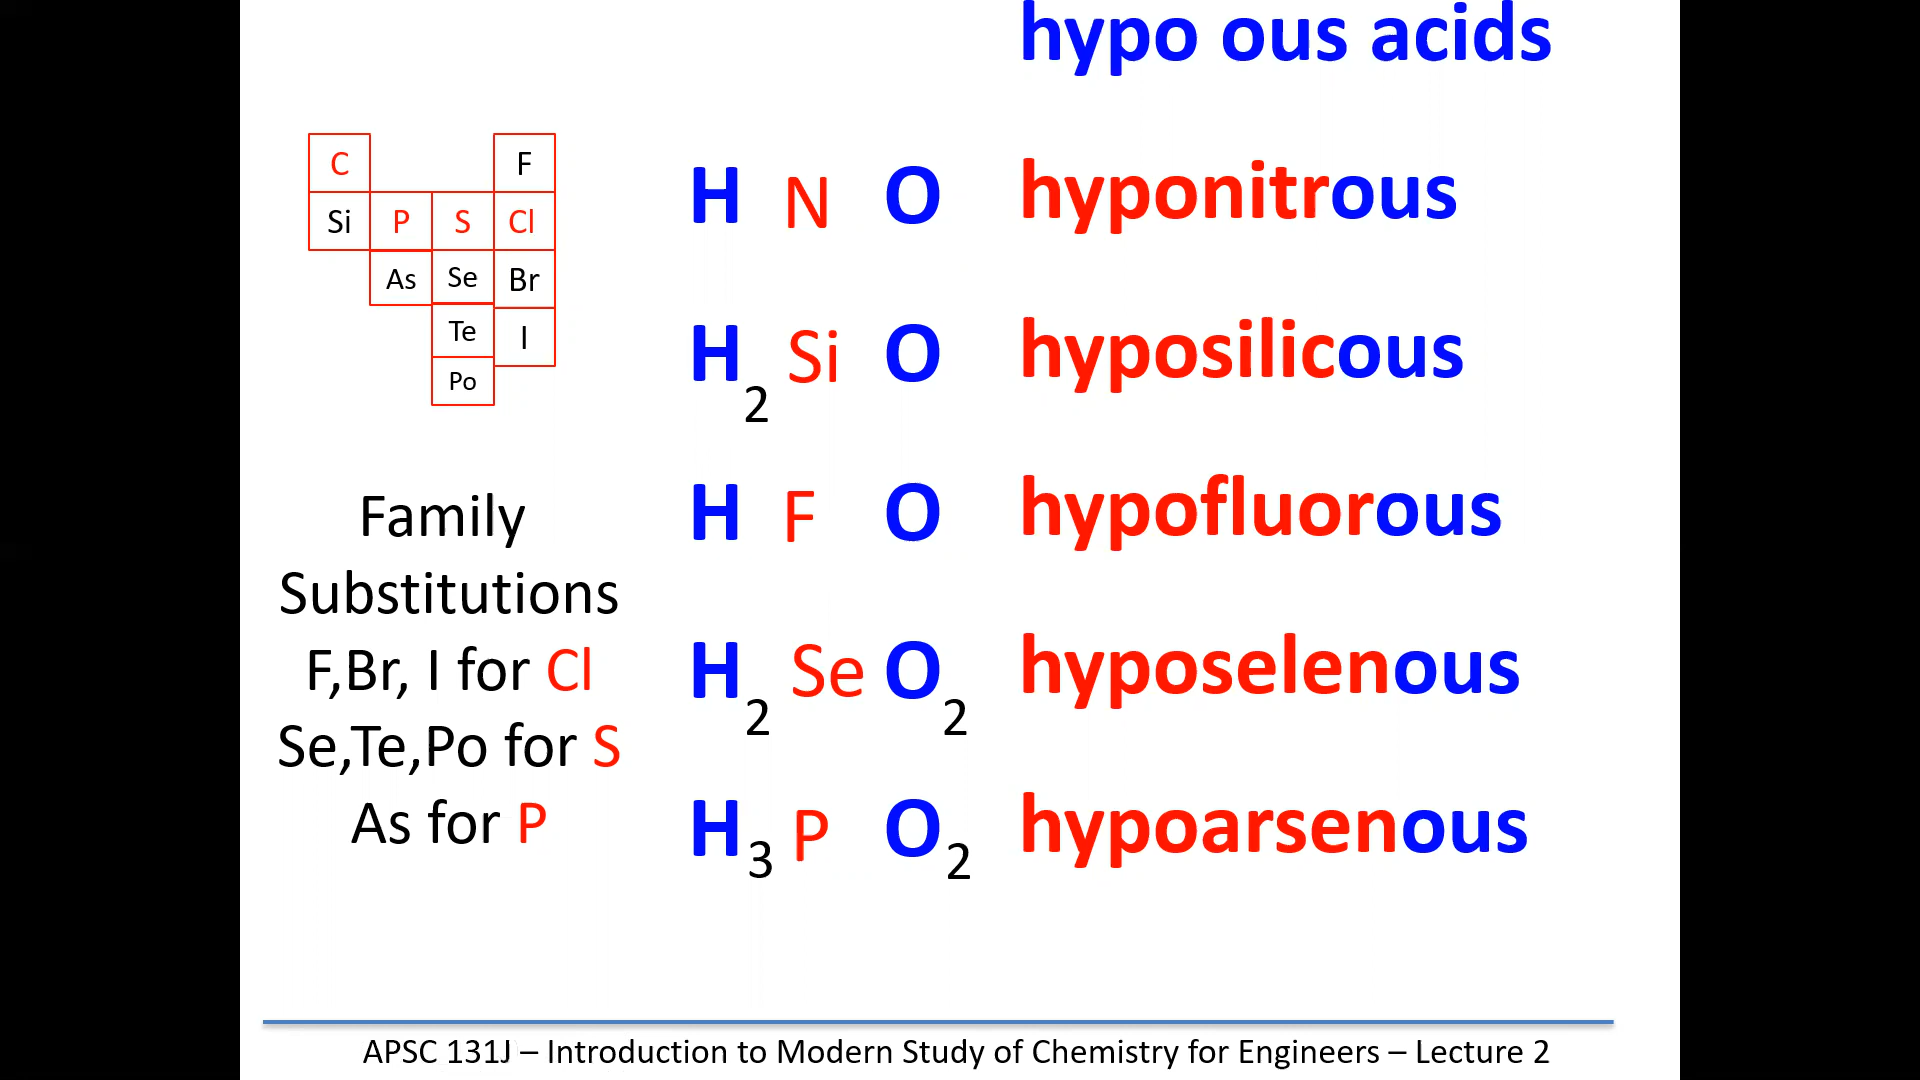 hypo ous acids
C F
Si P S Cl
As Se Br
Te I
Po
H N O hyponitrous
H2 Si O hyposilicous
H F O hypofluorous
H2 Se O2 hyposelenous
H3 P O2 hypoarsenous
Family
Substitutions
F,Br, I for Cl
Se,Te,Po for S
As for P
APSC 131J – Introduction to Modern Study of Chemistry for Engineers – Lecture 2